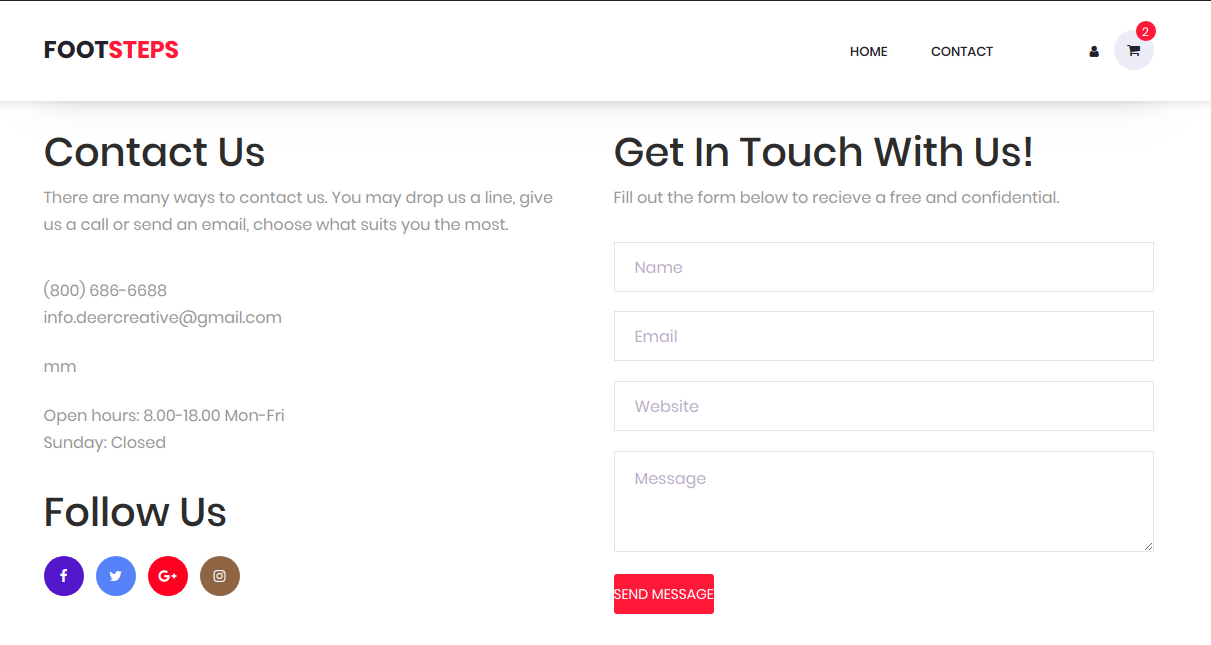 FOOTSTEPS
HOME
CONTACT
2
Contact Us
There are many ways to contact us. You may drop us a line, give
us a call or send an email, choose what suits you the most.
(800) 686-6688
info.deercreative@gmail.com
mm
Open hours: 8.00-18.00 Mon-Fri
Sunday: Closed
Follow Us
f
G+
Get In Touch With Us!
Fill out the form below to recieve a free and confidential.
Name
Email
Website
Message
SEND MESSAGE